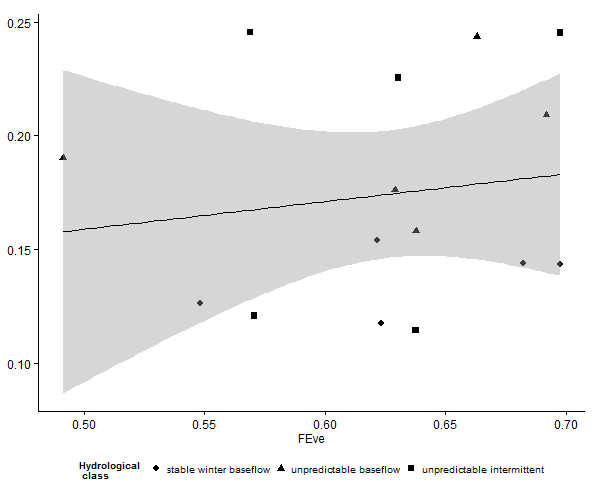 0.25
0.20
0.15
0.10
0.50 0.55 0.60 0.65 0.70
FEve
Hydrological
class
stable winter baseflow unpredictable baseflow unpredictable intermittent